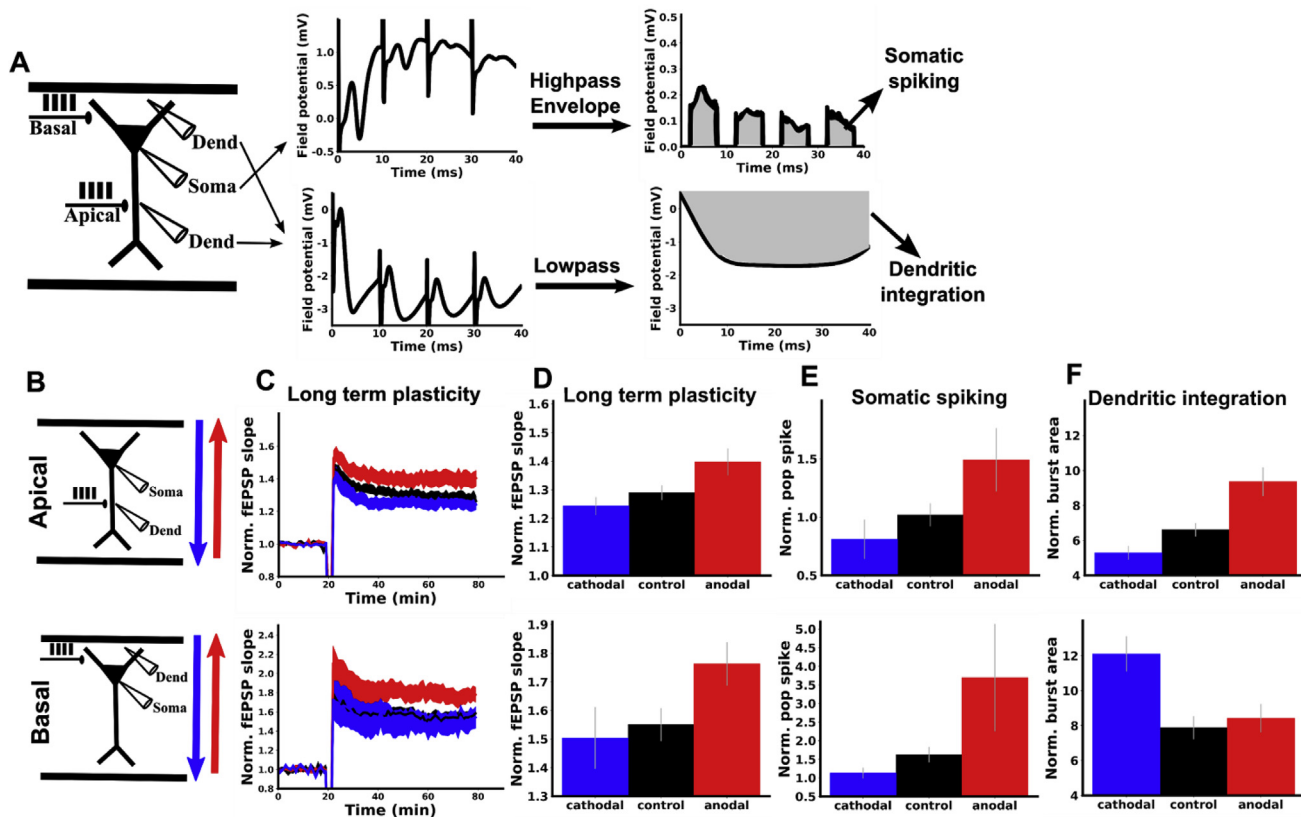 A
Basal
Dend
Soma
Apical
Dend
Field potential (mV)
1.0
0.5
0.0
-0.5
0 10 20 30 40
Time (ms)
Highpass
Envelope
Field potential (mV)
0.5
0.4
0.3
0.2
0.1
0.0
0 10 20 30 40
Time (ms)
Somatic
spiking
Field potential (mV)
0
-1
-2
-3
0 10 20 30 40
Time (ms)
Lowpass
Field potential (mV)
0
-1
-2
-3
0 10 20 30 40
Time (ms)
Dendritic
integration
B
Apical
Soma
Dend
Basal
Dend
Soma
C
Long term plasticity
Norm. fEPSP slope
1.6
1.4
1.2
1.0
0.8
0 20 40 60 80
Time (min)
Norm. fEPSP slope
2.4
2.2
2.0
1.8
1.6
1.4
1.2
1.0
0.8
0 20 40 60 80
Time (min)
D
Long term plasticity
Norm. fEPSP slope
1.6
1.5
1.4
1.3
1.2
1.1
1.0
cathodal control anodal
Norm. fEPSP slope
1.9
1.8
1.7
1.6
1.5
1.4
1.3
cathodal control anodal
E
Somatic spiking
Norm. pop spike
1.5
1.0
0.5
cathodal control anodal
Norm. pop spike
5.0
4.5
4.0
3.5
3.0
2.5
2.0
1.5
1.0
0.5
cathodal control anodal
F
Dendritic integration
Norm. burst area
12
10
8
6
4
cathodal control anodal
Norm. burst area
12
10
8
6
4
cathodal control anodal